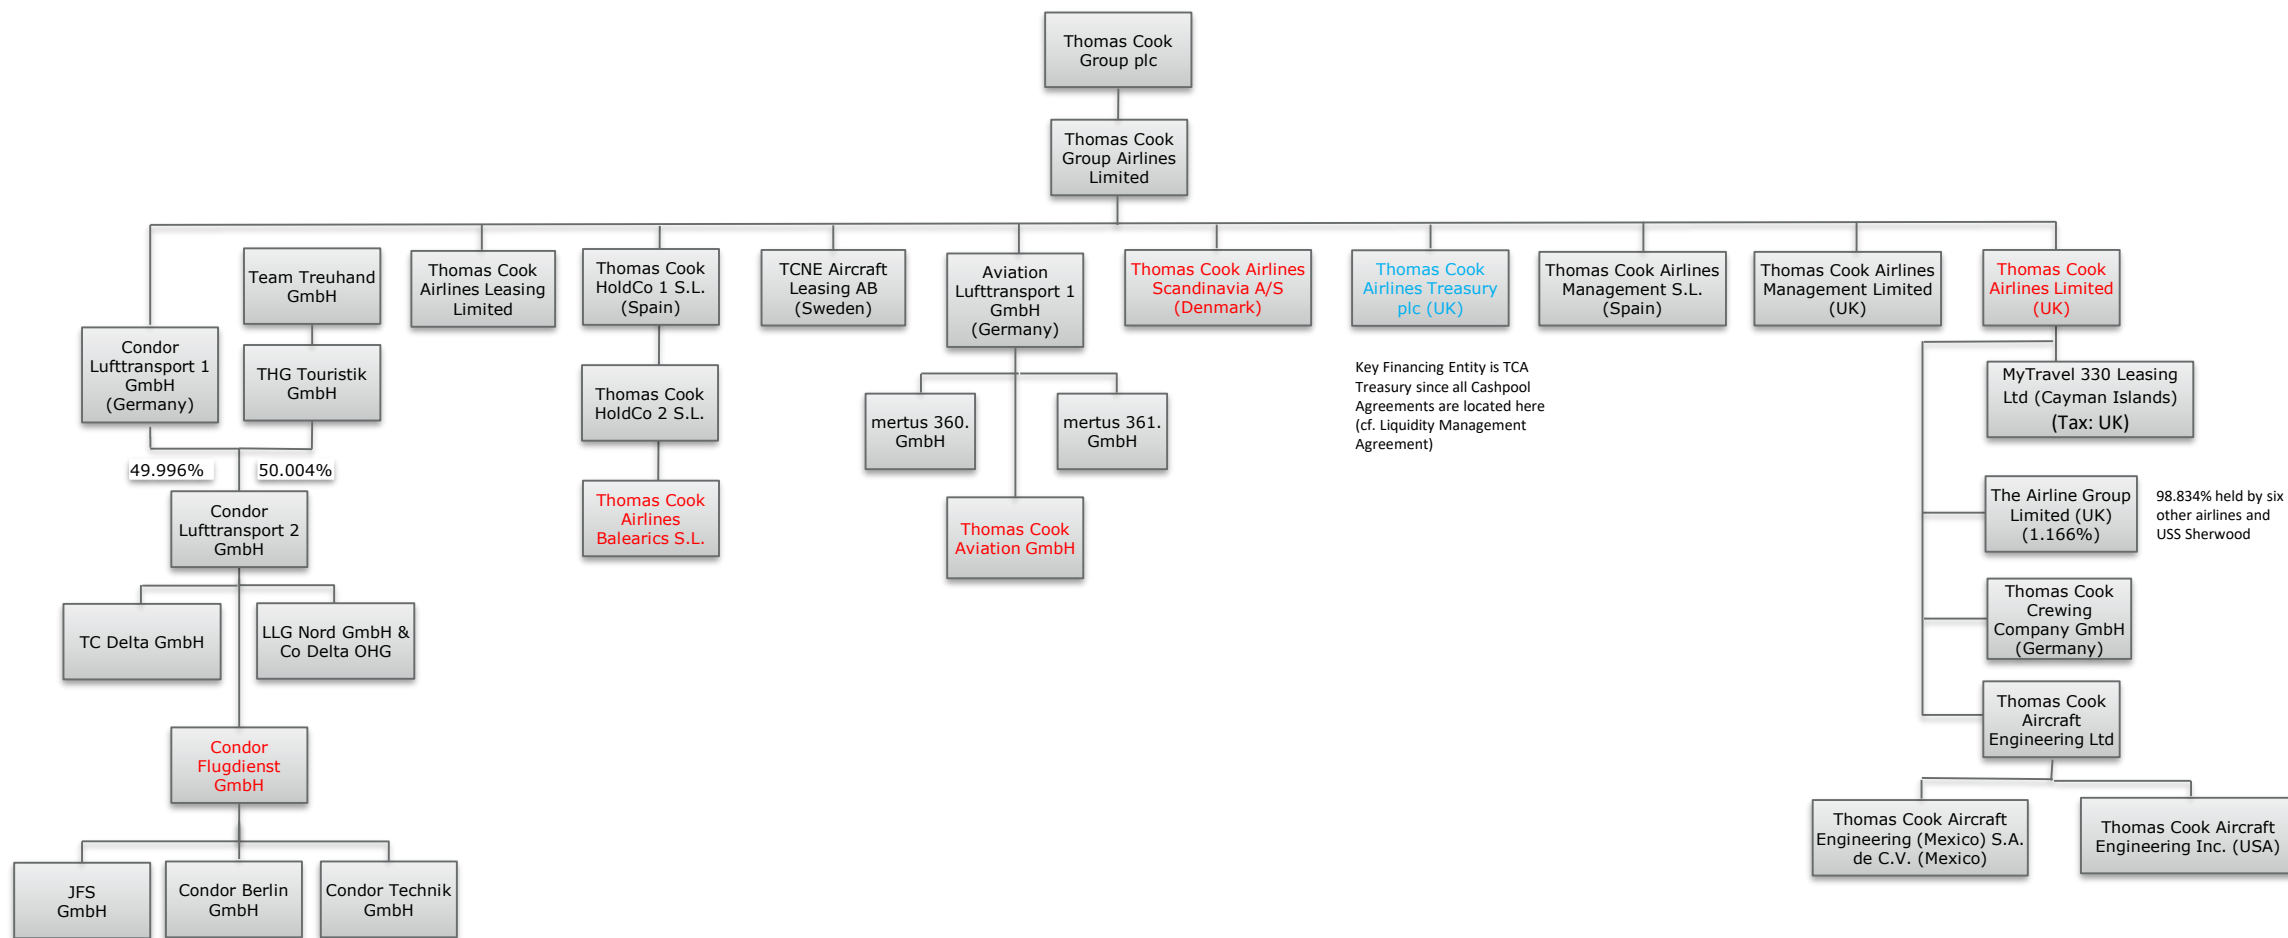 Thomas Cook
Group plc
Thomas Cook
Group Airlines
Limited
Condor
Lufttransport 1
GmbH
(Germany)
Team Treuhand
GmbH
THG Touristik
GmbH
49.996%
50.004%
Condor
Lufttransport 2
GmbH
TC Delta GmbH
LLG Nord GmbH &
Co Delta OHG
Condor
Flugdienst
GmbH
JFS
GmbH
Condor Berlin
GmbH
Condor Technik
GmbH
Thomas Cook
Airlines Leasing
Limited
Thomas Cook
HoldCo 1 S.L.
(Spain)
Thomas Cook
HoldCo 2 S.L.
Thomas Cook
Airlines
Balearics S.L.
TCNE Aircraft
Leasing AB
(Sweden)
Aviation
Lufttransport 1
GmbH
(Germany)
mertus 360.
GmbH
mertus 361.
GmbH
Thomas Cook
Aviation GmbH
Thomas Cook Airlines
Scandinavia A/S
(Denmark)
Thomas Cook
Airlines Treasury
plc (UK)
Key Financing Entity is TCA
Treasury since all Cashpool
Agreements are located here
(cf. Liquidity Management
Agreement)
Thomas Cook Airlines
Management S.L.
(Spain)
Thomas Cook Airlines
Management Limited
(UK)
Thomas Cook
Airlines Limited
(UK)
MyTravel 330 Leasing
Ltd (Cayman Islands)
(Tax: UK)
The Airline Group
Limited (UK)
(1.166%)
98.834% held by six
other airlines and
USS Sherwood
Thomas Cook
Crewing
Company GmbH
(Germany)
Thomas Cook
Aircraft
Engineering Ltd
Thomas Cook Aircraft
Engineering (Mexico) S.A.
de C.V. (Mexico)
Thomas Cook Aircraft
Engineering Inc. (USA)